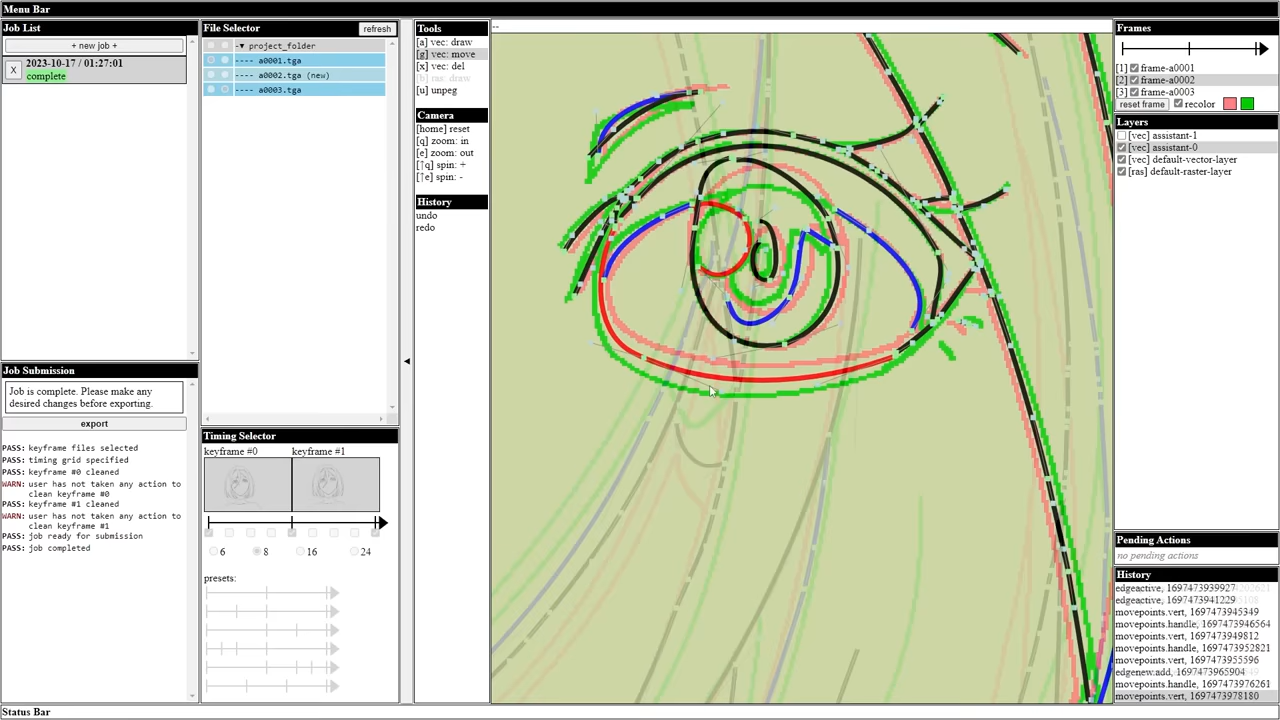 Menu Bar
Job List
+ new job +
X
2023-10-17 / 01:27:01
complete
Job Submission
Job is complete. Please make any
desired changes before exporting.
export
PASS: keyframe files selected
PASS: timing grid specified
PASS: keyframe #0 cleaned
WARN: user has not taken any action to
clean keyframe #0
PASS: keyframe #1 cleaned
WARN: user has not taken any action to
clean keyframe #1
PASS: job ready for submission
PASS: job completed
File Selector
refresh
-▼ project_folder
---- a0001.tga
---- a0002.tga (new)
---- a0003.tga
Timing Selector
keyframe #0
keyframe #1
6
8
16
24
presets:
Tools
[a] vec: draw
[g] vec: move
[x] vec: del
[b] ras: draw
[u] unpeg
Camera
[home] reset
[q] zoom: in
[e] zoom: out
[↑q] spin: +
[↑e] spin: -
History
undo
redo
--
Frames
[1] frame-a0001
[2] frame-a0002
[3] frame-a0003
reset frame
recolor
Layers
[vec] assistant-1
[vec] assistant-0
[vec] default-vector-layer
[ras] default-raster-layer
Pending Actions
no pending actions
History
edgeactive, 1697473939927
edgeactive, 1697473941229
movepoints.vert, 1697473945349
movepoints.handle, 1697473946564
movepoints.vert, 1697473949812
movepoints.handle, 1697473952821
movepoints.vert, 1697473955596
edgenew.add, 1697473965904
movepoints.handle, 1697473976261
movepoints.vert, 1697473978180
Status Bar